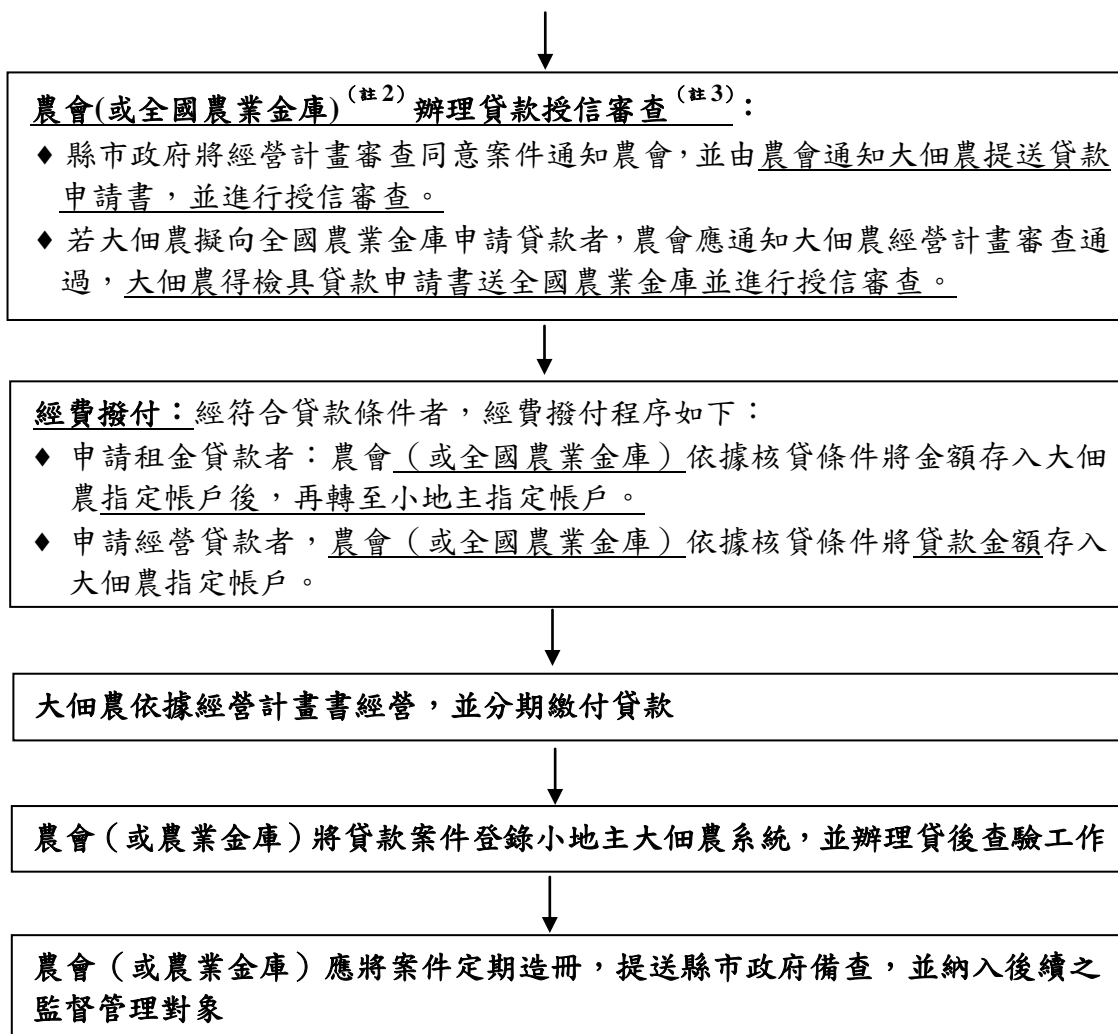 農會(或全國農業金庫)(註2)辦理貸款授信審查(註3)：
♦ 縣市政府將經營計畫審查同意案件通知農會，並由農會通知大佃農提送貸款
申請書，並進行授信審查。
♦ 若大佃農擬向全國農業金庫申請貸款者，農會應通知大佃農經營計畫審查通
過，大佃農得檢具貸款申請書送全國農業金庫並進行授信審查。
經費撥付：經符合貸款條件者，經費撥付程序如下：
♦ 申請租金貸款者：農會（或全國農業金庫）依據核貸條件將金額存入大佃
農指定帳戶後，再轉至小地主指定帳戶。
♦ 申請經營貸款者，農會（或全國農業金庫）依據核貸條件將貸款金額存入
大佃農指定帳戶。
大佃農依據經營計畫書經營，並分期繳付貸款
農會（或農業金庫）將貸款案件登錄小地主大佃農系統，並辦理貸後查驗工作
農會（或農業金庫）應將案件定期造冊，提送縣市政府備查，並納入後續之
監督管理對象